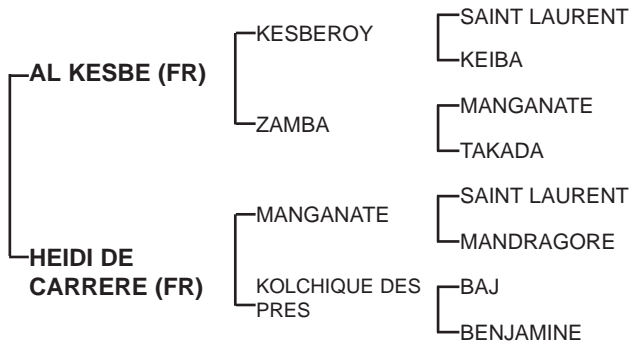 SAINT LAURENT
KESBEROY
KEIBA
AL KESBE (FR)
MANGANATE
ZAMBA
TAKADA
SAINT LAURENT
MANGANATE
MANDRAGORE
HEIDI DE
CARRERE (FR)
KOLCHIQUE DES
PRES
BAJ
BENJAMINE